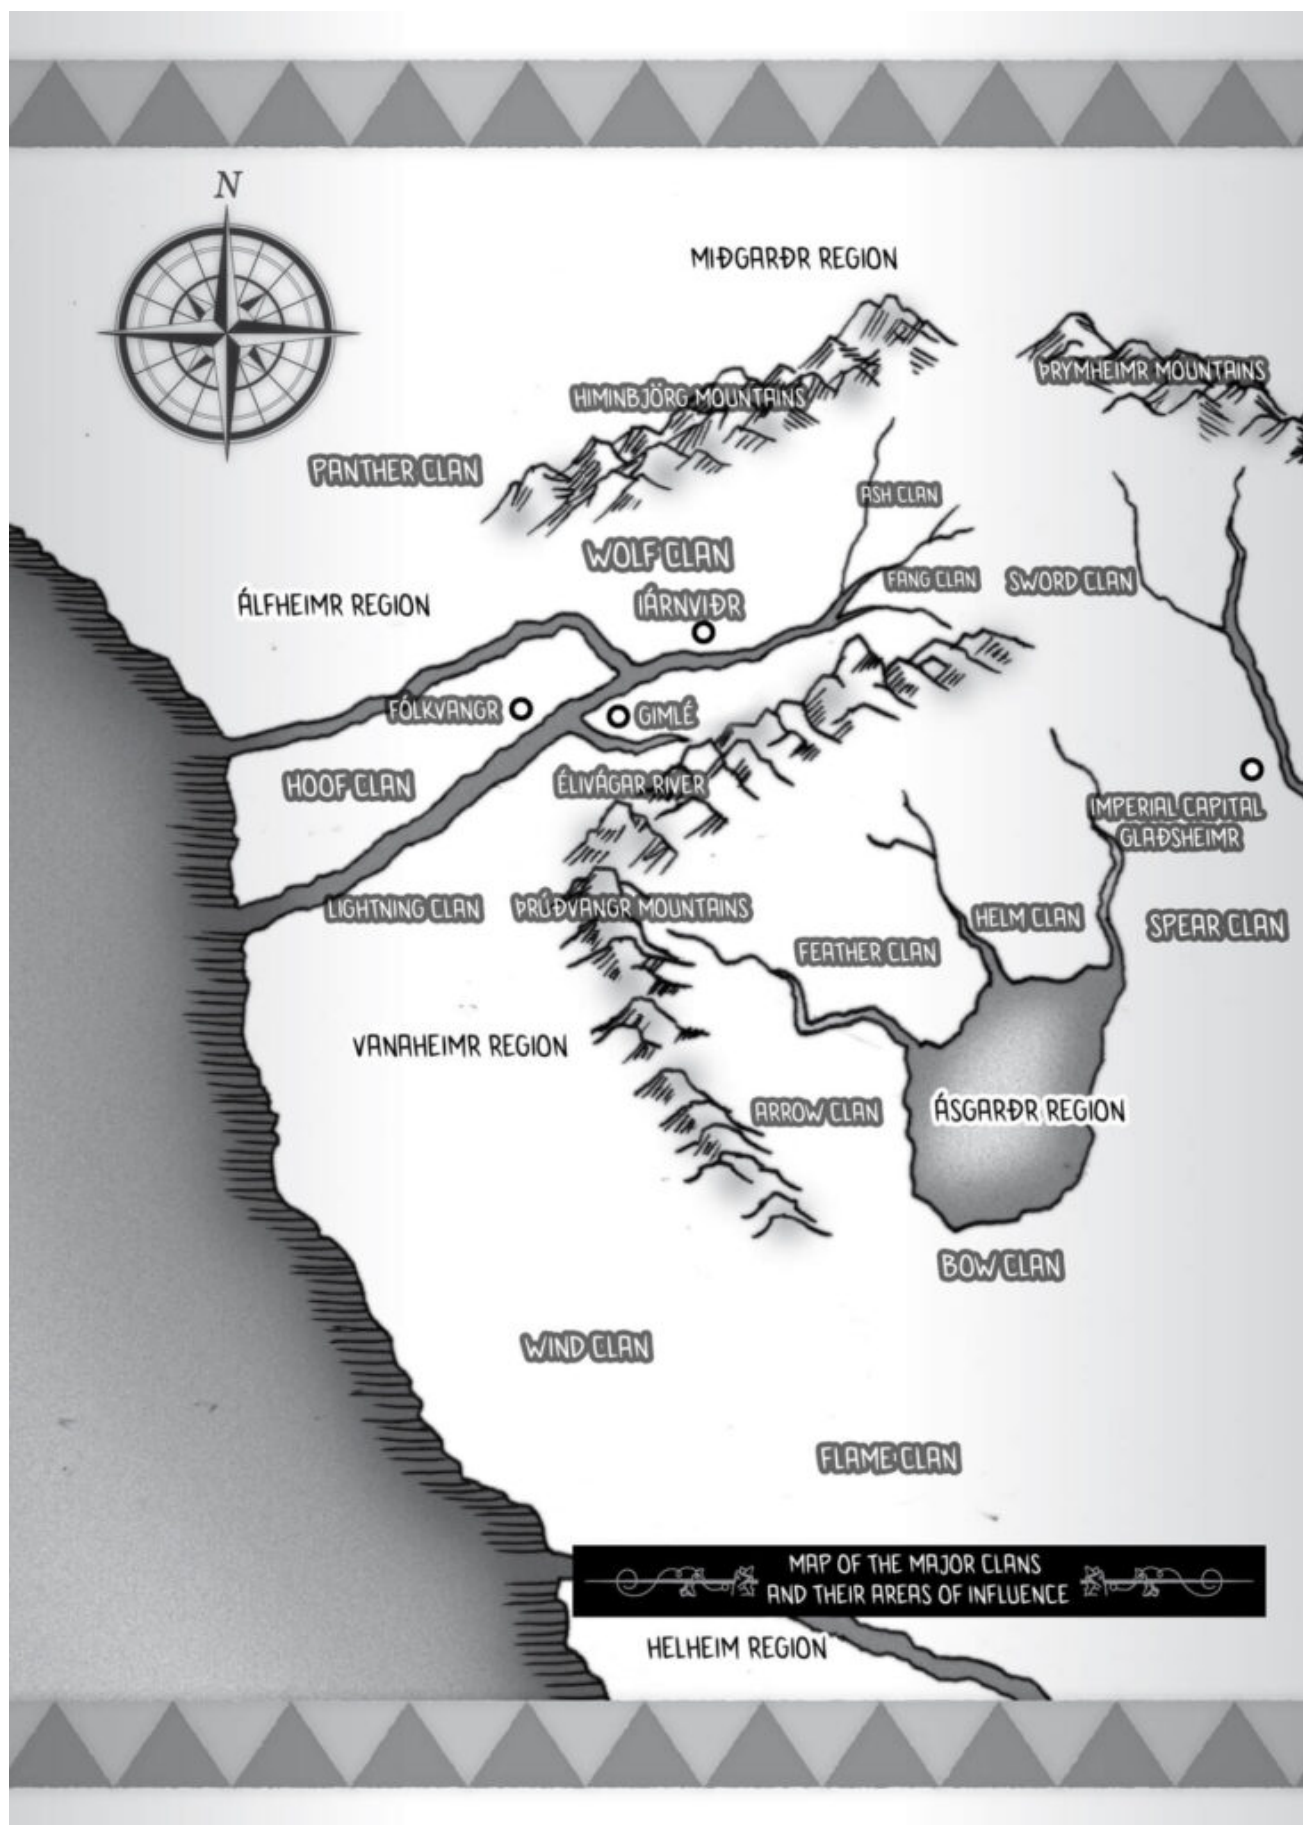 N
MIÐGARÐR REGION
ÞRYMHEIMR MOUNTAINS
HIMINBJÖRG MOUNTAINS
PANTHER CLAN
ASH CLAN
WOLF CLAN
FANG CLAN
SWORD CLAN
ÁLFHEIMR REGION
IÁRNVIÐR
FÓLKVANGR
GIMLÉ
HOOF CLAN
ÉLIVÁGAR RIVER
IMPERIAL CAPITAL
GLAÐSHEIMR
LIGHTNING CLAN
ÞRÚÐVANGR MOUNTAINS
HELM CLAN
SPEAR CLAN
FEATHER CLAN
VANAHEIMR REGION
ARROW CLAN
ÁSGARÐR REGION
BOW CLAN
WIND CLAN
FLAME CLAN
MAP OF THE MAJOR CLANS
AND THEIR AREAS OF INFLUENCE
HELHEIM REGION